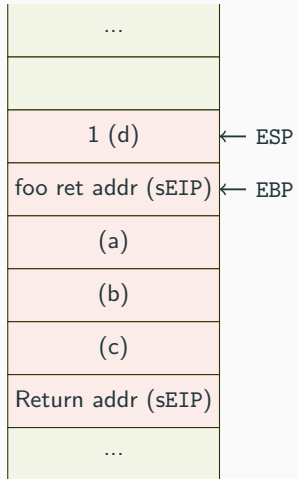 ...
1 (d)
← ESP
foo ret addr (sEIP)
← EBP
(a)
(b)
(c)
Return addr (sEIP)
...